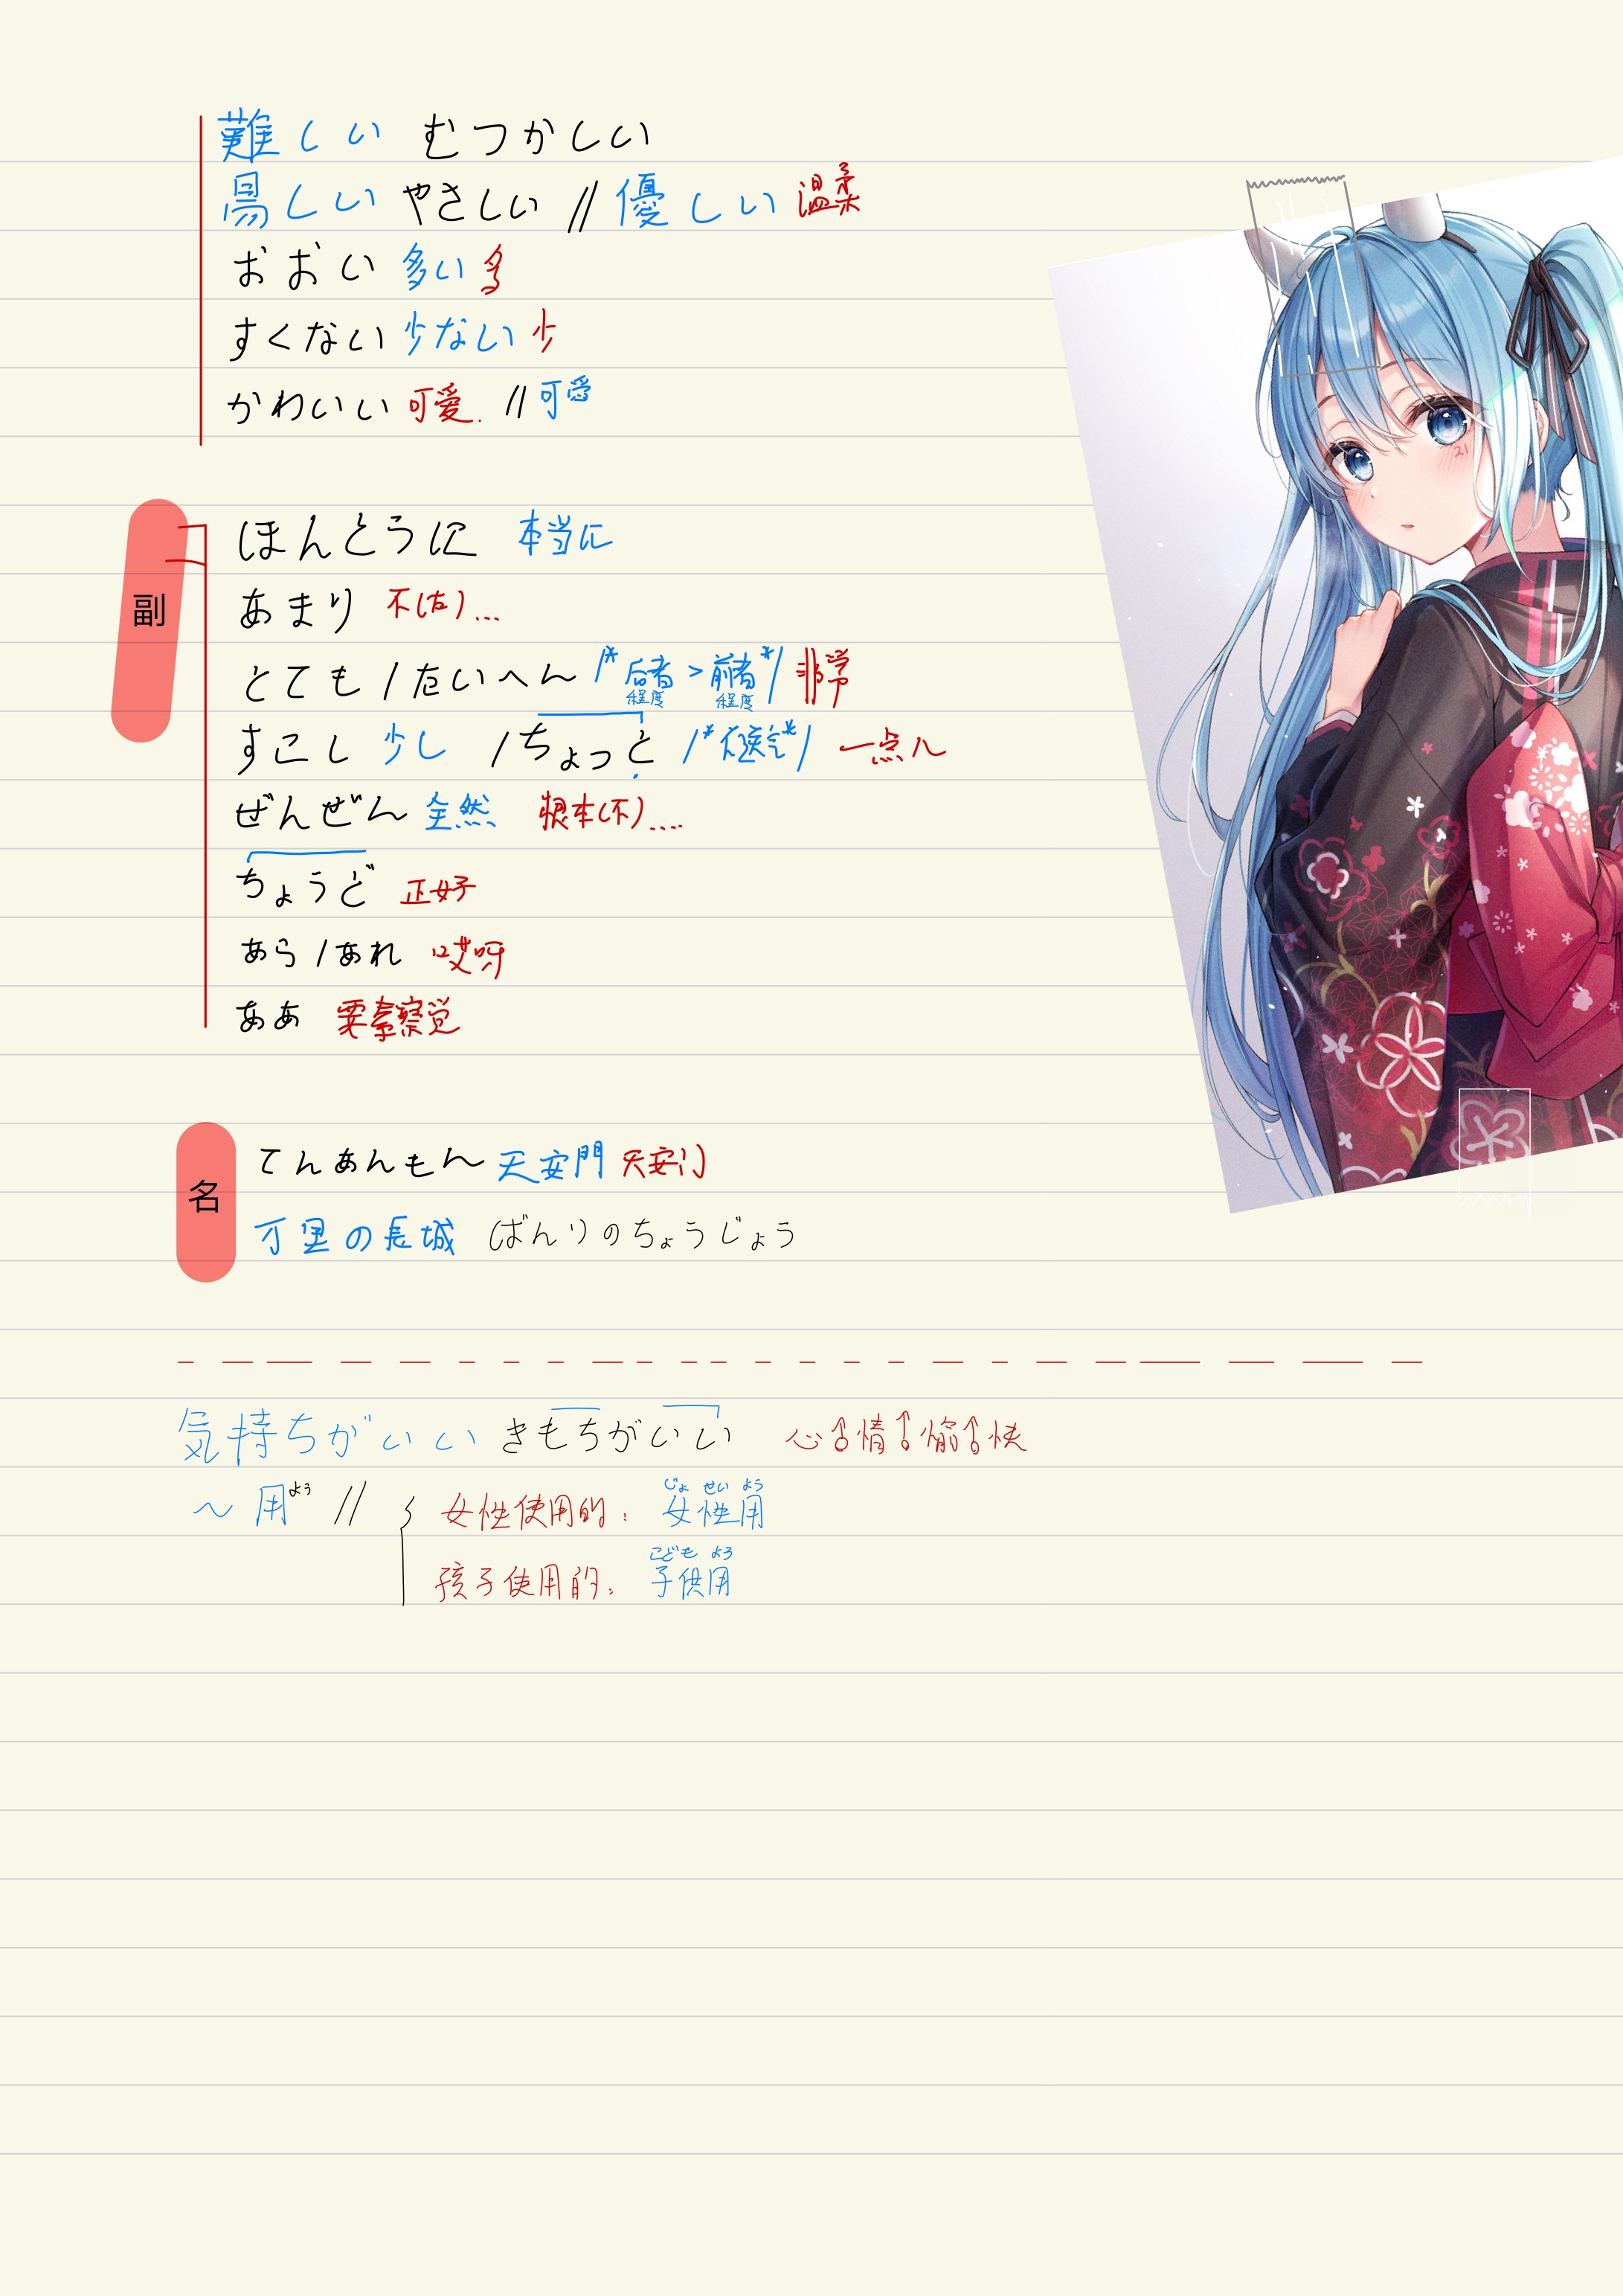 難しい むつかしい
易しい やさしい // 優しい 温柔
おおい 多い 多
すくない 少ない 少
かわいい 可愛. // 可愛
ほんとうに 本当に
副
あまり 不(太)...
とても / たいへん /*后者 > 前者*/ 非常
程度 程度
すこし 少し / ちょっと 一点儿
ぜんぜん 全然 根本(不)....
ちょうど 正好
あら / あれ 哎呀
ああ
名
てんあんもん 天安門 天安门
万里の長城 ばんりのちょうじょう
気持ちがいい きもちがいい 心情愉快
~用 よう // { 女性使用的: 女性用 じょ せい よう
孩子使用的: 子供用 こども よう